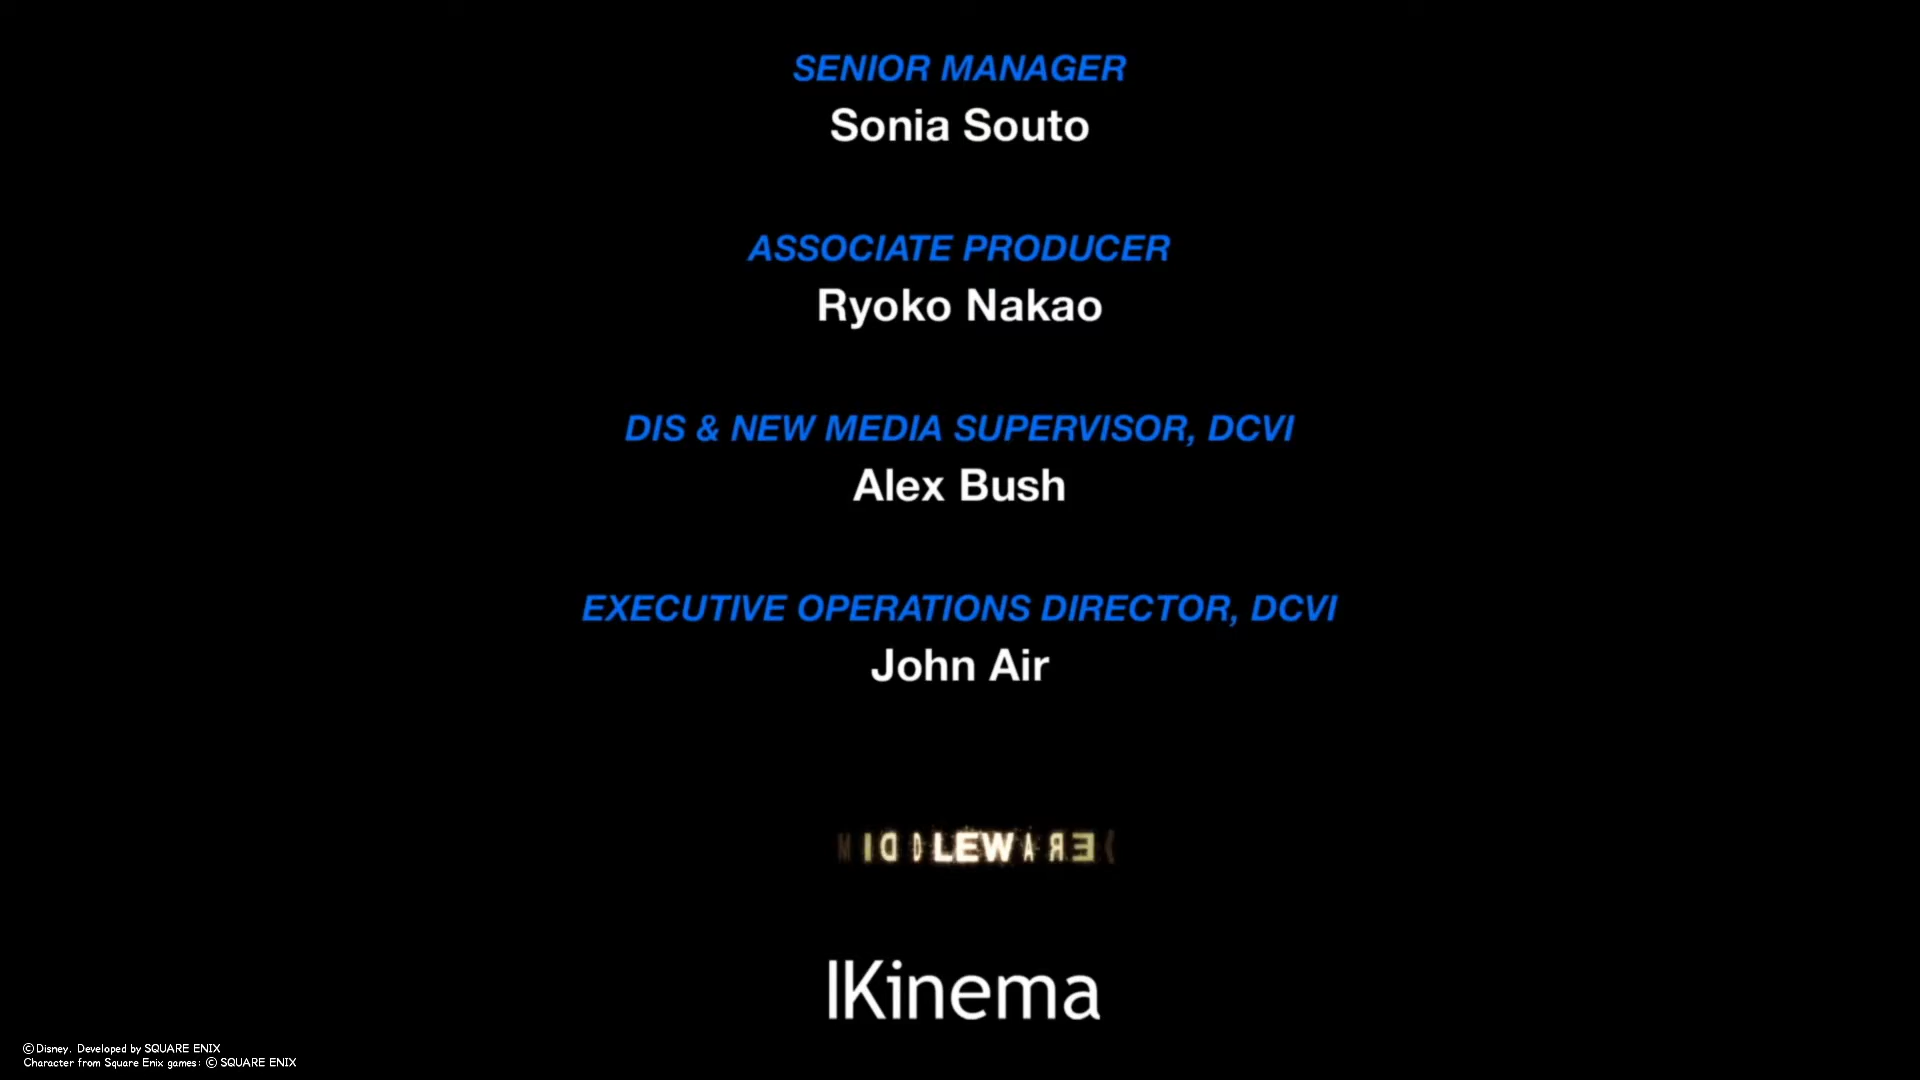 SENIOR MANAGER
Sonia Souto
ASSOCIATE PRODUCER
Ryoko Nakao
DIS & NEW MEDIA SUPERVISOR, DCVI
Alex Bush
EXECUTIVE OPERATIONS DIRECTOR, DCVI
John Air
MIDDLEWARE
IKinema
©Disney. Developed by SQUARE ENIX
Character from Square Enix games: © SQUARE ENIX